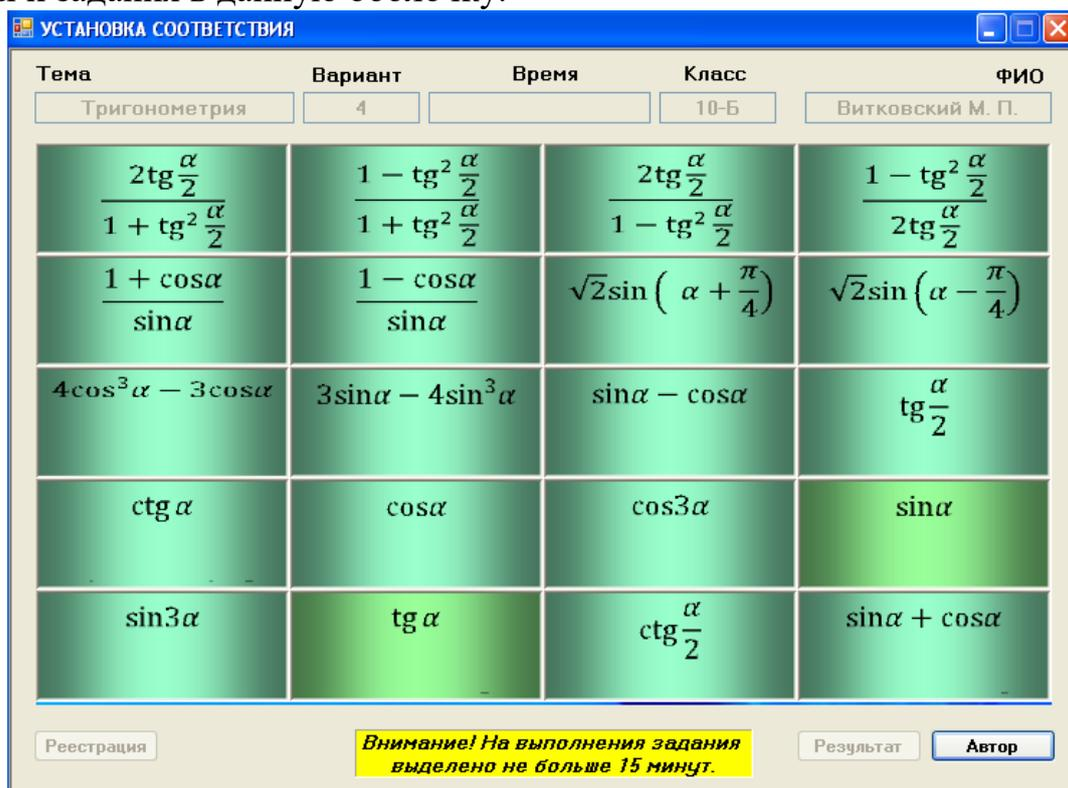 и задания в данную оболочку.
УСТАНОВКА СООТВЕТСТВИЯ
Тема Вариант Время Класс ФИО
Тригонометрия 4 10-Б Витковский М. П.
(2tg α/2)/(1 + tg² α/2) (1 − tg² α/2)/(1 + tg² α/2) (2tg α/2)/(1 − tg² α/2) (1 − tg² α/2)/(2tg α/2)
(1 + cosα)/sinα (1 − cosα)/sinα √2sin ( α + π/4) √2sin (α − π/4)
4cos³α − 3cosα 3sinα − 4sin³α sinα − cosα tg α/2
ctg α cosα cos3α sinα
sin3α tg α ctg α/2 sinα + cosα
Реестрация Внимание! На выполнения задания Результат Автор
выделено не больше 15 минут.